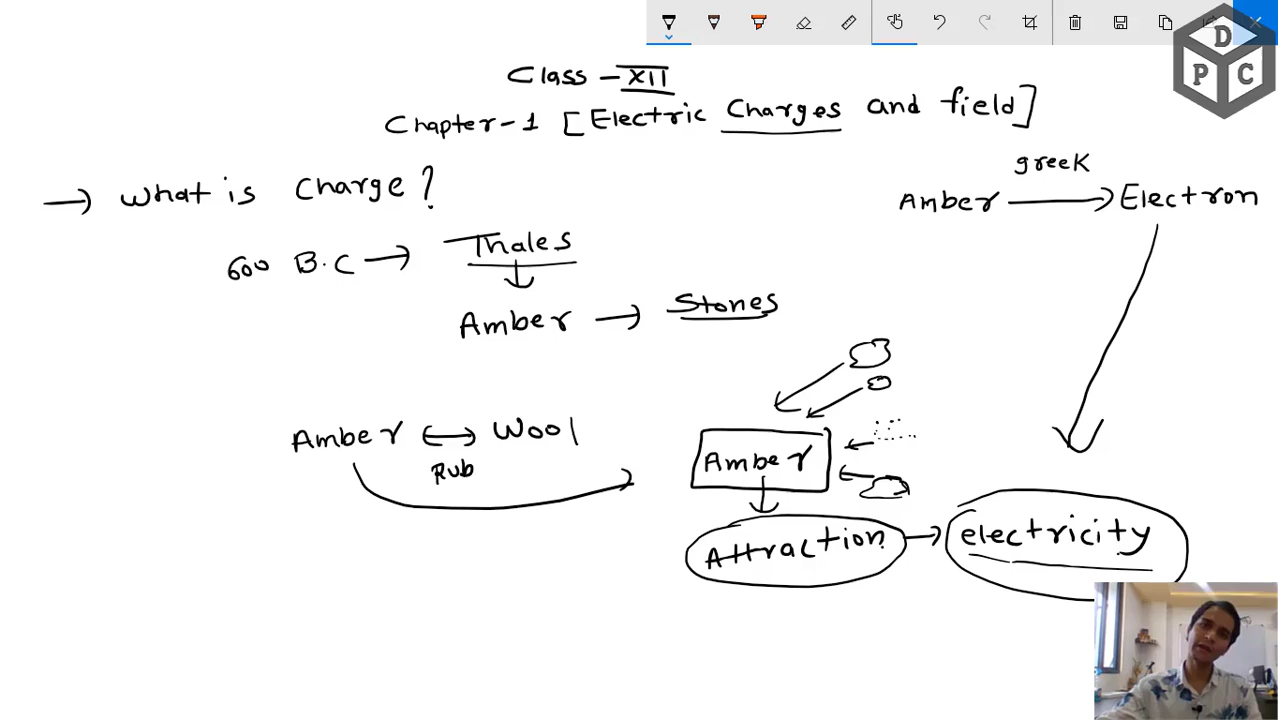 Class - XII
Chapter-1 [Electric Charges and field]
→ What is Charge?
greek
Amber → Electron
600 B.C → Thales
Amber → Stones
Amber ↔ Wool
Rub
Amber
Attraction → electricity
D
P C